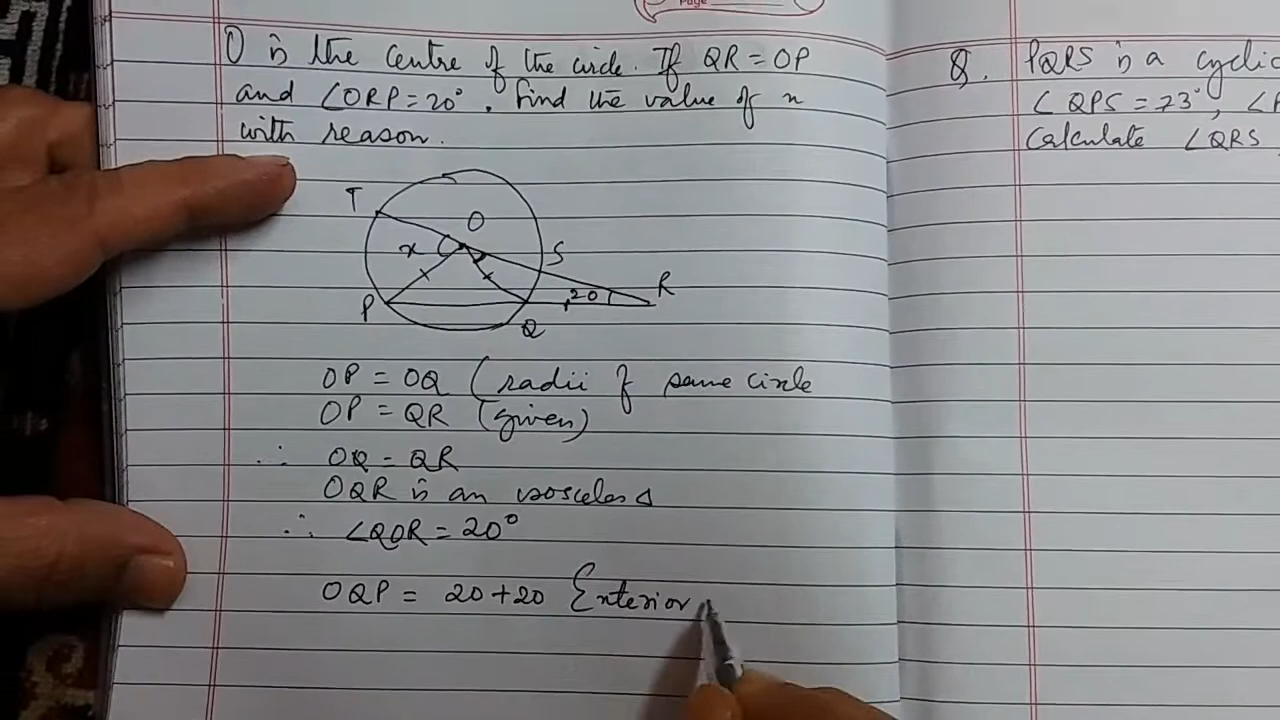 Page
O is the centre of the circle. If QR = OP
and ∠ORP = 20°, find the value of x
with reason.
T
O
x
S
R
20
P
Q
OP = OQ (radii of same circle
OP = QR (given)
∴ OQ = QR
OQR is an isosceles Δ
∴ ∠QOR = 20°
OQP = 20+20 {Exterior
Q. PQRS is a cyclic
∠QPS = 73°, ∠P
Calculate ∠QRS